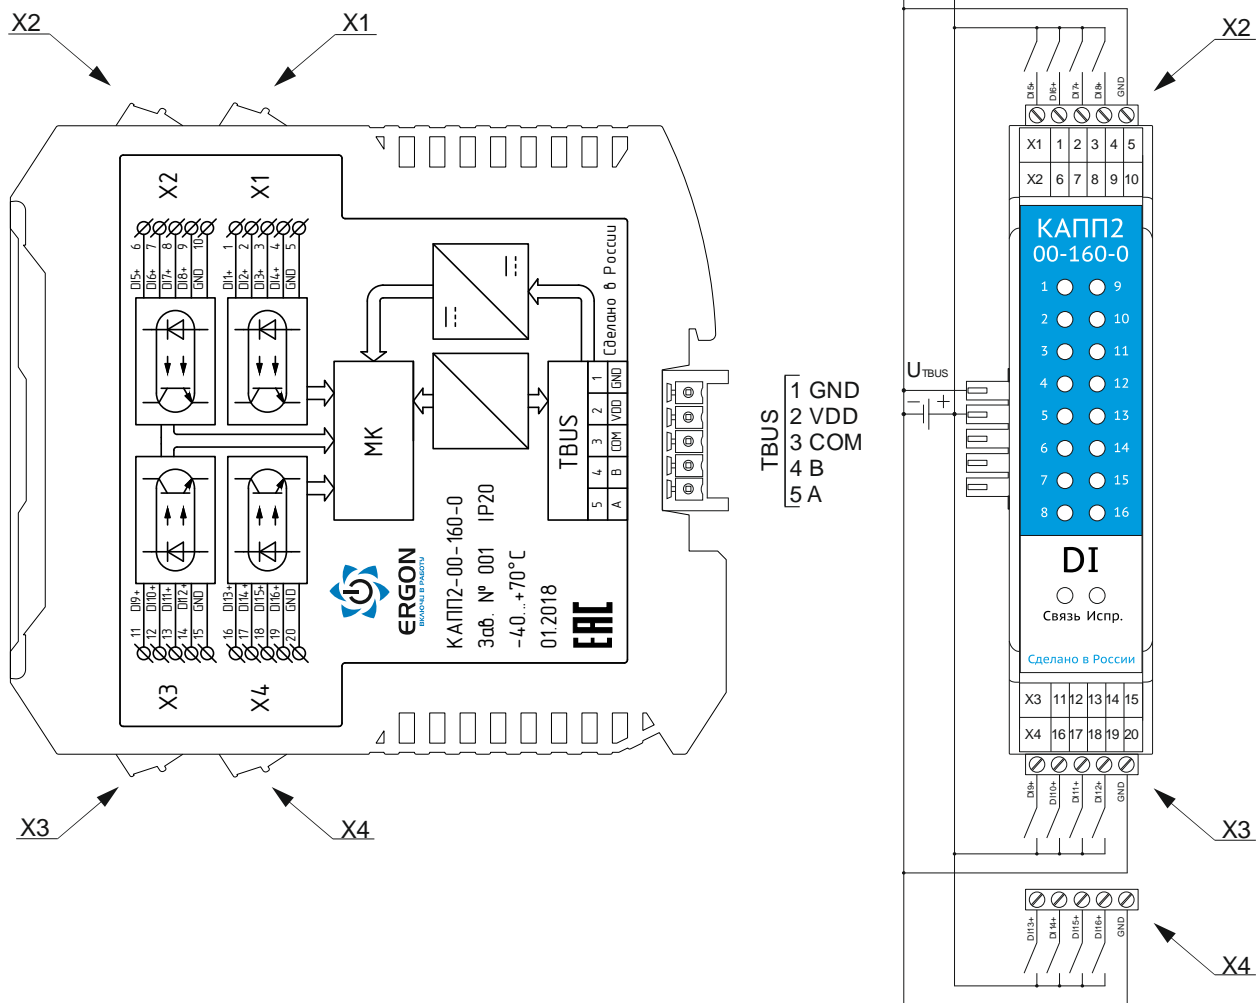 X2
X1
X2
X1
6
7
8
9
10
1
2
3
4
5
DI5+
DI6+
DI7+
DI8+
GND
DI1+
DI2+
DI3+
DI4+
GND
МК
TBUS
1 GND
2 VDD
3 COM
4 B
5 A
Сделано в России
DI9+
DI10+
DI11+
DI12+
GND
DI13+
DI14+
DI15+
DI16+
GND
11
12
13
14
15
16
17
18
19
20
X3
X4
ERGON
ВКЛЮЧИ В РАБОТУ
КАПП2-00-160-0
Зав. № 001 IP20
-40...+70°C
01.2018
EAC
X3
X4
TBUS
1 GND
2 VDD
3 COM
4 B
5 A
X2
DI5+
DI6+
DI7+
DI8+
GND
X1 1 2 3 4 5
X2 6 7 8 9 10
КАПП2
00-160-0
1 9
2 10
3 11
4 12
5 13
6 14
7 15
8 16
DI
Связь Испр.
Сделано в России
UTBUS
− +
X3 11 12 13 14 15
X4 16 17 18 19 20
DI9+
DI10+
DI11+
DI12+
GND
X3
DI13+
DI14+
DI15+
DI16+
GND
X4